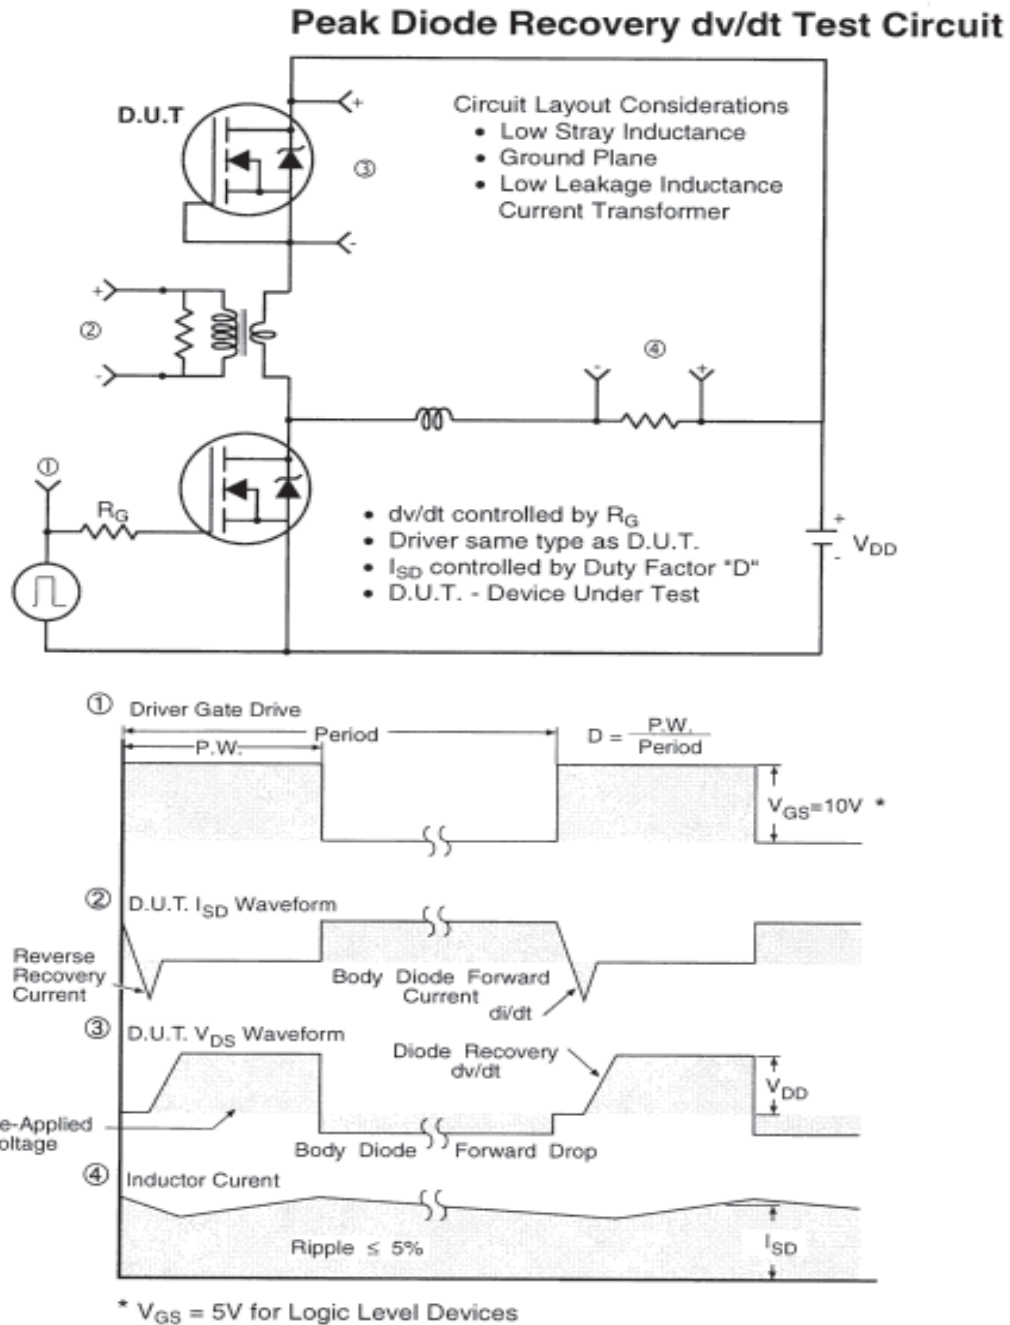 Peak Diode Recovery dv/dt Test Circuit
D.U.T
+
③
-
Circuit Layout Considerations
• Low Stray Inductance
• Ground Plane
• Low Leakage Inductance
Current Transformer
+
②
-
④
- +
①
RG
• dv/dt controlled by RG
• Driver same type as D.U.T.
• ISD controlled by Duty Factor "D"
• D.U.T. - Device Under Test
+
VDD
-
① Driver Gate Drive
P.W.
Period
D = P.W.
Period
VGS=10V *
② D.U.T. ISD Waveform
Reverse
Recovery
Current
Body Diode Forward
Current
di/dt
③ D.U.T. VDS Waveform
Diode Recovery
dv/dt
VDD
e-Applied
oltage
Body Diode Forward Drop
④ Inductor Curent
Ripple ≤ 5%
ISD
* VGS = 5V for Logic Level Devices